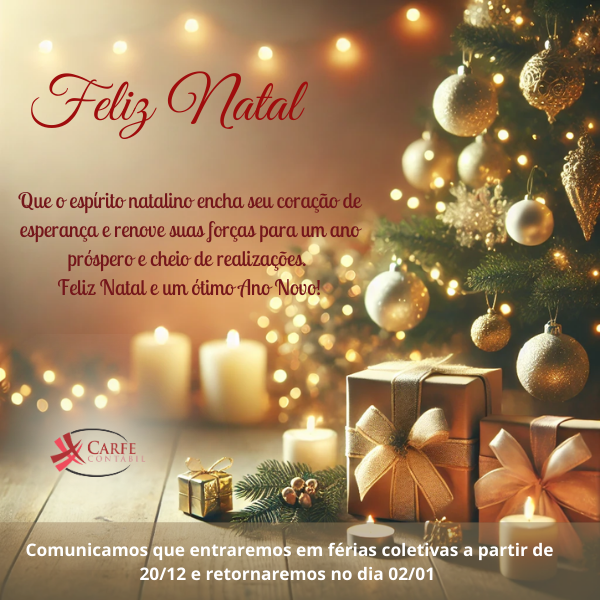 Feliz Natal
Que o espírito natalino encha seu coração de
esperança e renove suas forças para um ano
próspero e cheio de realizações.
Feliz Natal e um ótimo Ano Novo!
CARFE
CONTÁBIL
Comunicamos que entraremos em férias coletivas a partir de
20/12 e retornaremos no dia 02/01